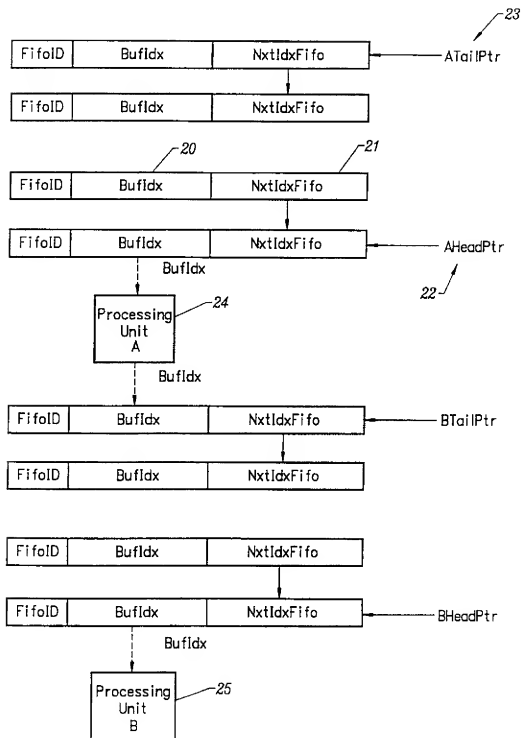 23
FifoID BufIdx NxtIdxFifo ATailPtr
FifoID BufIdx NxtIdxFifo
20 21
FifoID BufIdx NxtIdxFifo
FifoID BufIdx NxtIdxFifo AHeadPtr
BufIdx
22
24
Processing
Unit
A
BufIdx
FifoID BufIdx NxtIdxFifo BTailPtr
FifoID BufIdx NxtIdxFifo
FifoID BufIdx NxtIdxFifo
FifoID BufIdx NxtIdxFifo BHeadPtr
BufIdx
25
Processing
Unit
B